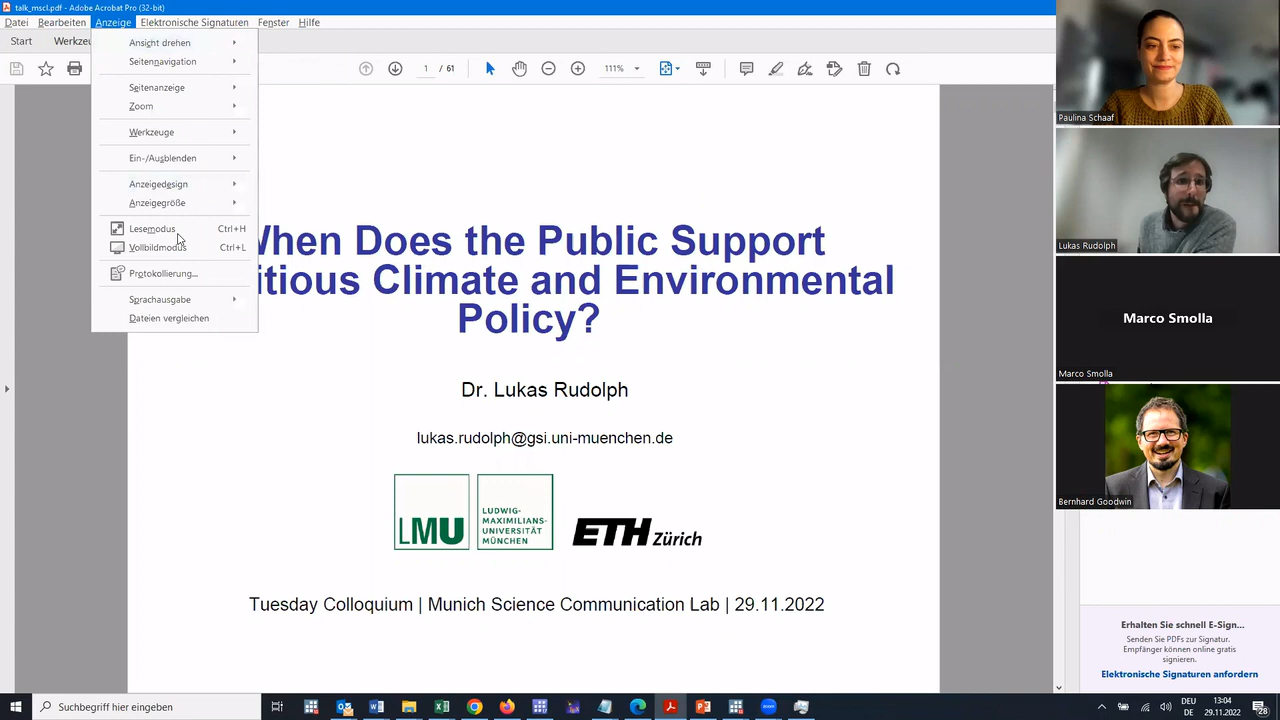 talk_mscl.pdf - Adobe Acrobat Pro (32-bit)
Datei Bearbeiten Anzeige Elektronische Signaturen Fenster Hilfe
Start Werkzeu
1 / 61 111%
Ansicht drehen
Seitennavigation
Seitenanzeige
Zoom
Werkzeuge
Ein-/Ausblenden
Anzeigedesign
Anzeigegröße
Lesemodus Ctrl+H
Vollbildmodus Ctrl+L
Protokollierung...
Sprachausgabe
Dateien vergleichen
When Does the Public Support
itious Climate and Environmental
Policy?
Dr. Lukas Rudolph
lukas.rudolph@gsi.uni-muenchen.de
LMU
LUDWIG-
MAXIMILIANS-
UNIVERSITÄT
MÜNCHEN
ETH Zürich
Tuesday Colloquium | Munich Science Communication Lab | 29.11.2022
Paulina Schaaf
Lukas Rudolph
Marco Smolla
Marco Smolla
Bernhard Goodwin
Erhalten Sie schnell E-Sign...
Senden Sie PDFs zur Signatur.
Empfänger können online gratis
signieren.
Elektronische Signaturen anfordern
Suchbegriff hier eingeben
DEU
DE
13:04
29.11.2022
28